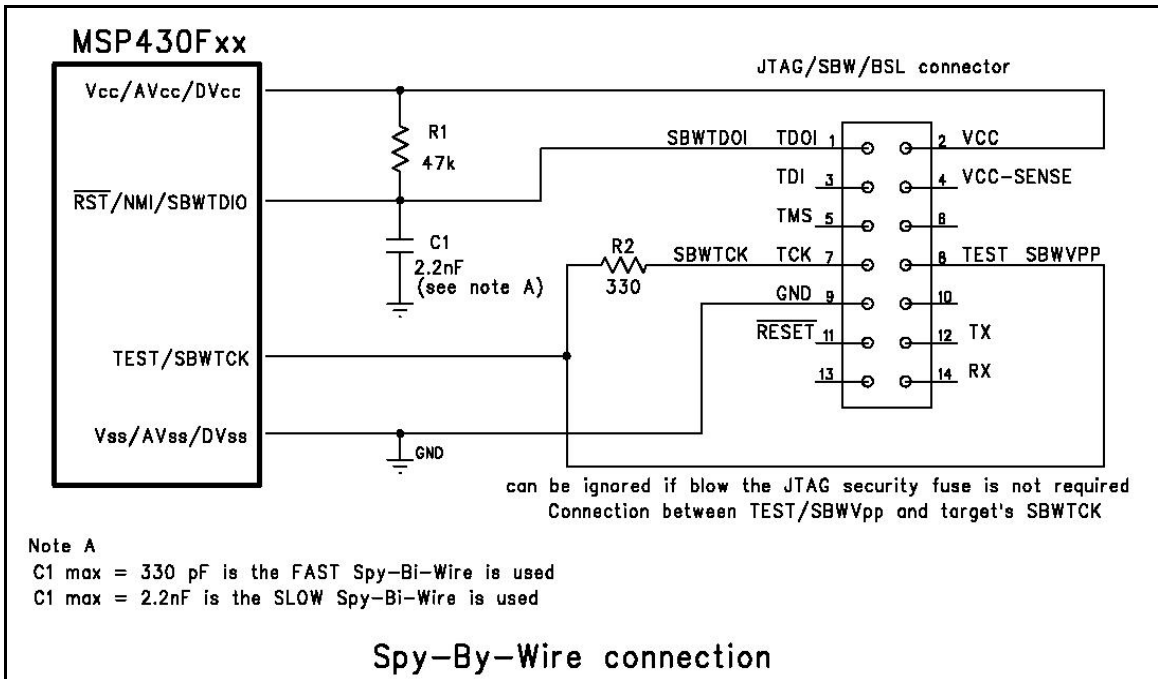 MSP430Fxx
JTAG/SBW/BSL connector
Vcc/AVcc/DVcc
R1
47k
SBWTDOI TDOI 1
2 VCC
TDI 3
4 VCC-SENSE
RST/NMI/SBWTDIO
TMS 5
6
C1
2.2nF
(see note A)
R2
330
SBWTCK TCK 7
8 TEST SBWVPP
GND 9
10
RESET 11
12 TX
TEST/SBWTCK
13
14 RX
Vss/AVss/DVss
GND
can be ignored if blow the JTAG security fuse is not required
Connection between TEST/SBWVpp and target's SBWTCK
Note A
C1 max = 330 pF is the FAST Spy-Bi-Wire is used
C1 max = 2.2nF is the SLOW Spy-Bi-Wire is used
Spy-By-Wire connection